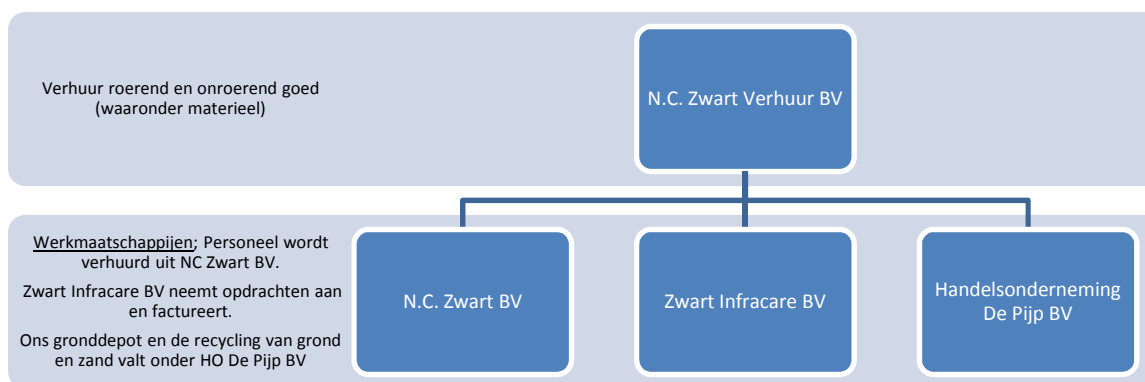 Verhuur roerend en onroerend goed
(waaronder materieel)
N.C. Zwart Verhuur BV
Werkmaatschappijen; Personeel wordt
verhuurd uit NC Zwart BV.
Zwart Infracare BV neemt opdrachten aan
en factureert.
Ons gronddepot en de recycling van grond
en zand valt onder HO De Pijp BV
N.C. Zwart BV
Zwart Infracare BV
Handelsonderneming
De Pijp BV